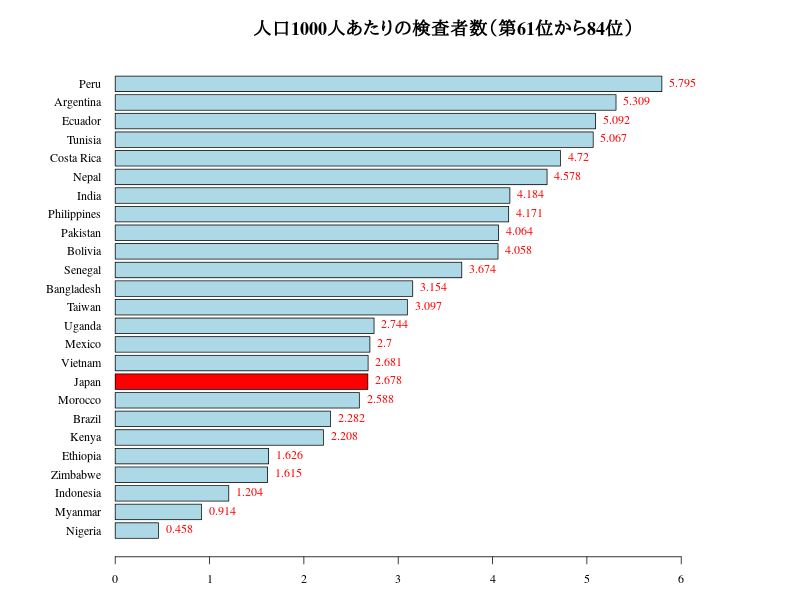 人口1000人あたりの検査者数（第61位から84位）
Peru 5.795
Argentina 5.309
Ecuador 5.092
Tunisia 5.067
Costa Rica 4.72
Nepal 4.578
India 4.184
Philippines 4.171
Pakistan 4.064
Bolivia 4.058
Senegal 3.674
Bangladesh 3.154
Taiwan 3.097
Uganda 2.744
Mexico 2.7
Vietnam 2.681
Japan 2.678
Morocco 2.588
Brazil 2.282
Kenya 2.208
Ethiopia 1.626
Zimbabwe 1.615
Indonesia 1.204
Myanmar 0.914
Nigeria 0.458
0 1 2 3 4 5 6